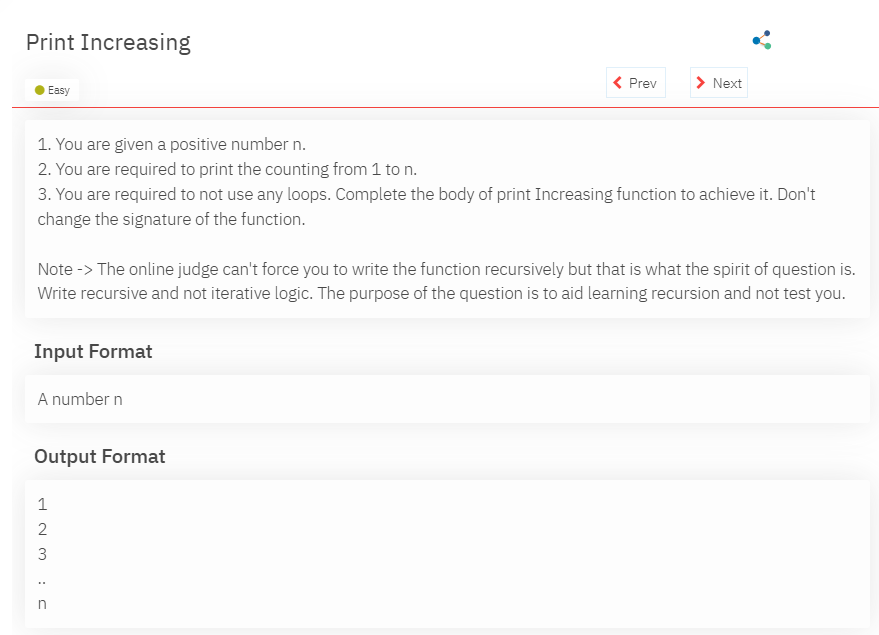 Print Increasing
Easy
Prev
Next
1. You are given a positive number n.
2. You are required to print the counting from 1 to n.
3. You are required to not use any loops. Complete the body of print Increasing function to achieve it. Don't
change the signature of the function.
Note -> The online judge can't force you to write the function recursively but that is what the spirit of question is.
Write recursive and not iterative logic. The purpose of the question is to aid learning recursion and not test you.
Input Format
A number n
Output Format
1
2
3
..
n